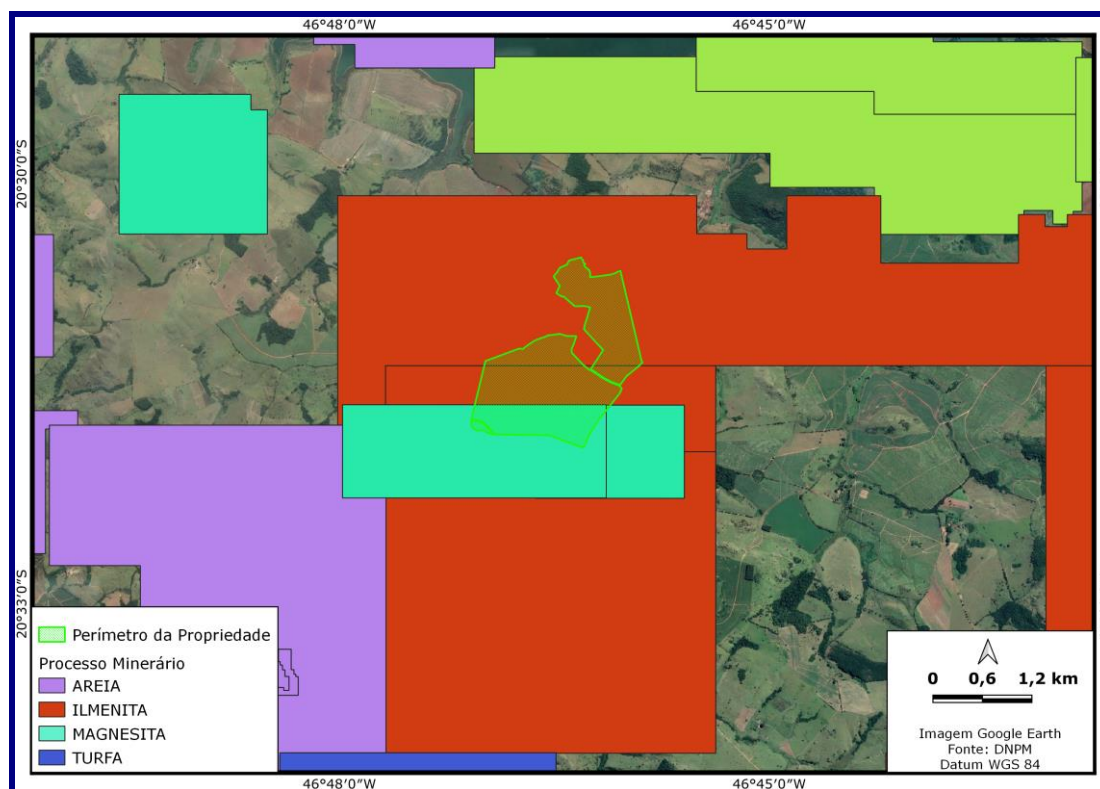 46°48'0"W
46°45'0"W
20°30'0"S
20°33'0"S
Perímetro da Propriedade
Processo Minerário
AREIA
ILMENITA
MAGNESITA
TURFA
0 0,6 1,2 km
Imagem Google Earth
Fonte: DNPM
Datum WGS 84
46°48'0"W
46°45'0"W